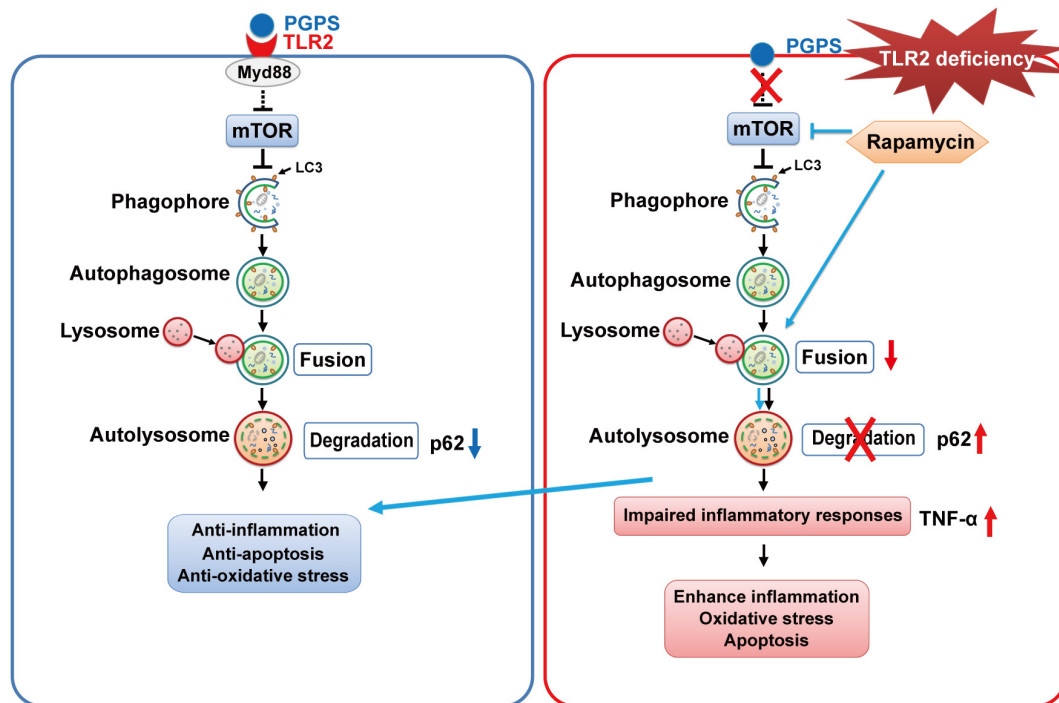 PGPS
TLR2
Myd88
mTOR
LC3
Phagophore
Autophagosome
Lysosome
Fusion
Autolysosome
Degradation
p62
Anti-inflammation
Anti-apoptosis
Anti-oxidative stress
PGPS
TLR2 deficiency
mTOR
Rapamycin
LC3
Phagophore
Autophagosome
Lysosome
Fusion
Autolysosome
Degradation
p62
Impaired inflammatory responses
TNF-α
Enhance inflammation
Oxidative stress
Apoptosis